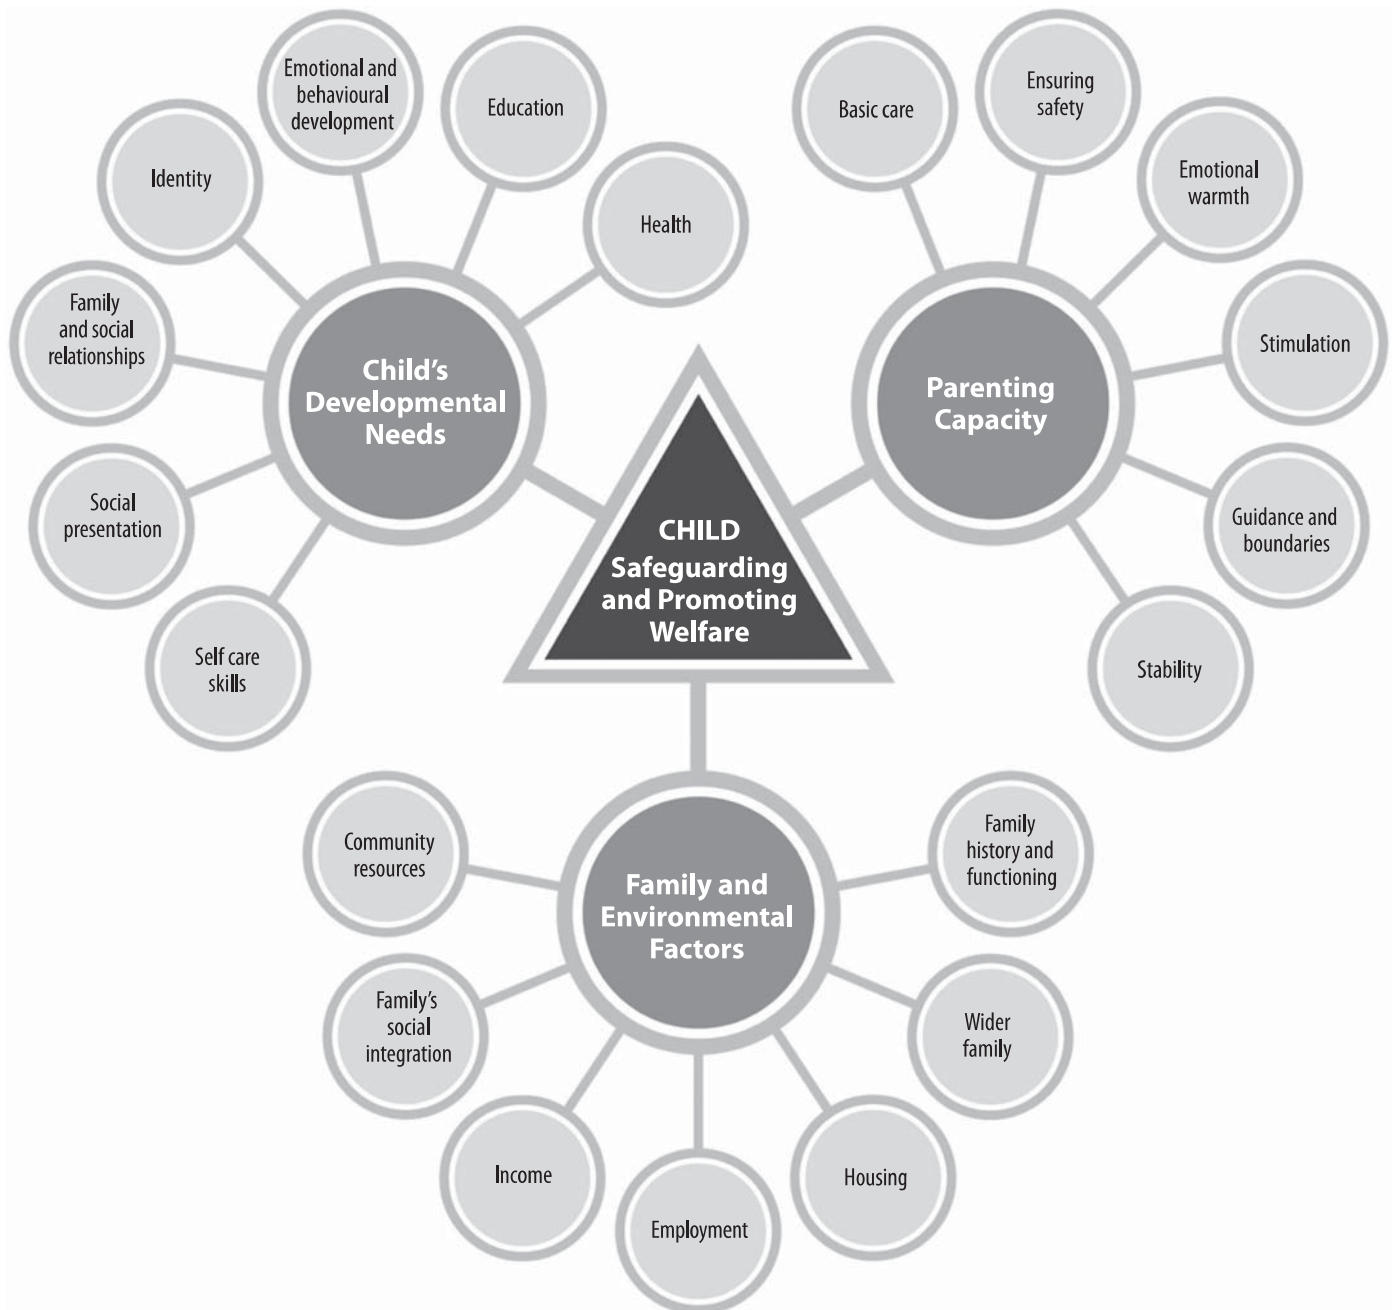 Emotional and
behavioural
development
Education
Identity
Health
Family
and social
relationships
Social
presentation
Self care
skills
Child’s
Developmental
Needs
Basic care
Ensuring
safety
Emotional
warmth
Stimulation
Guidance and
boundaries
Stability
Parenting
Capacity
CHILD
Safeguarding
and Promoting
Welfare
Community
resources
Family’s
social
integration
Income
Employment
Housing
Wider
family
Family
history and
functioning
Family and
Environmental
Factors